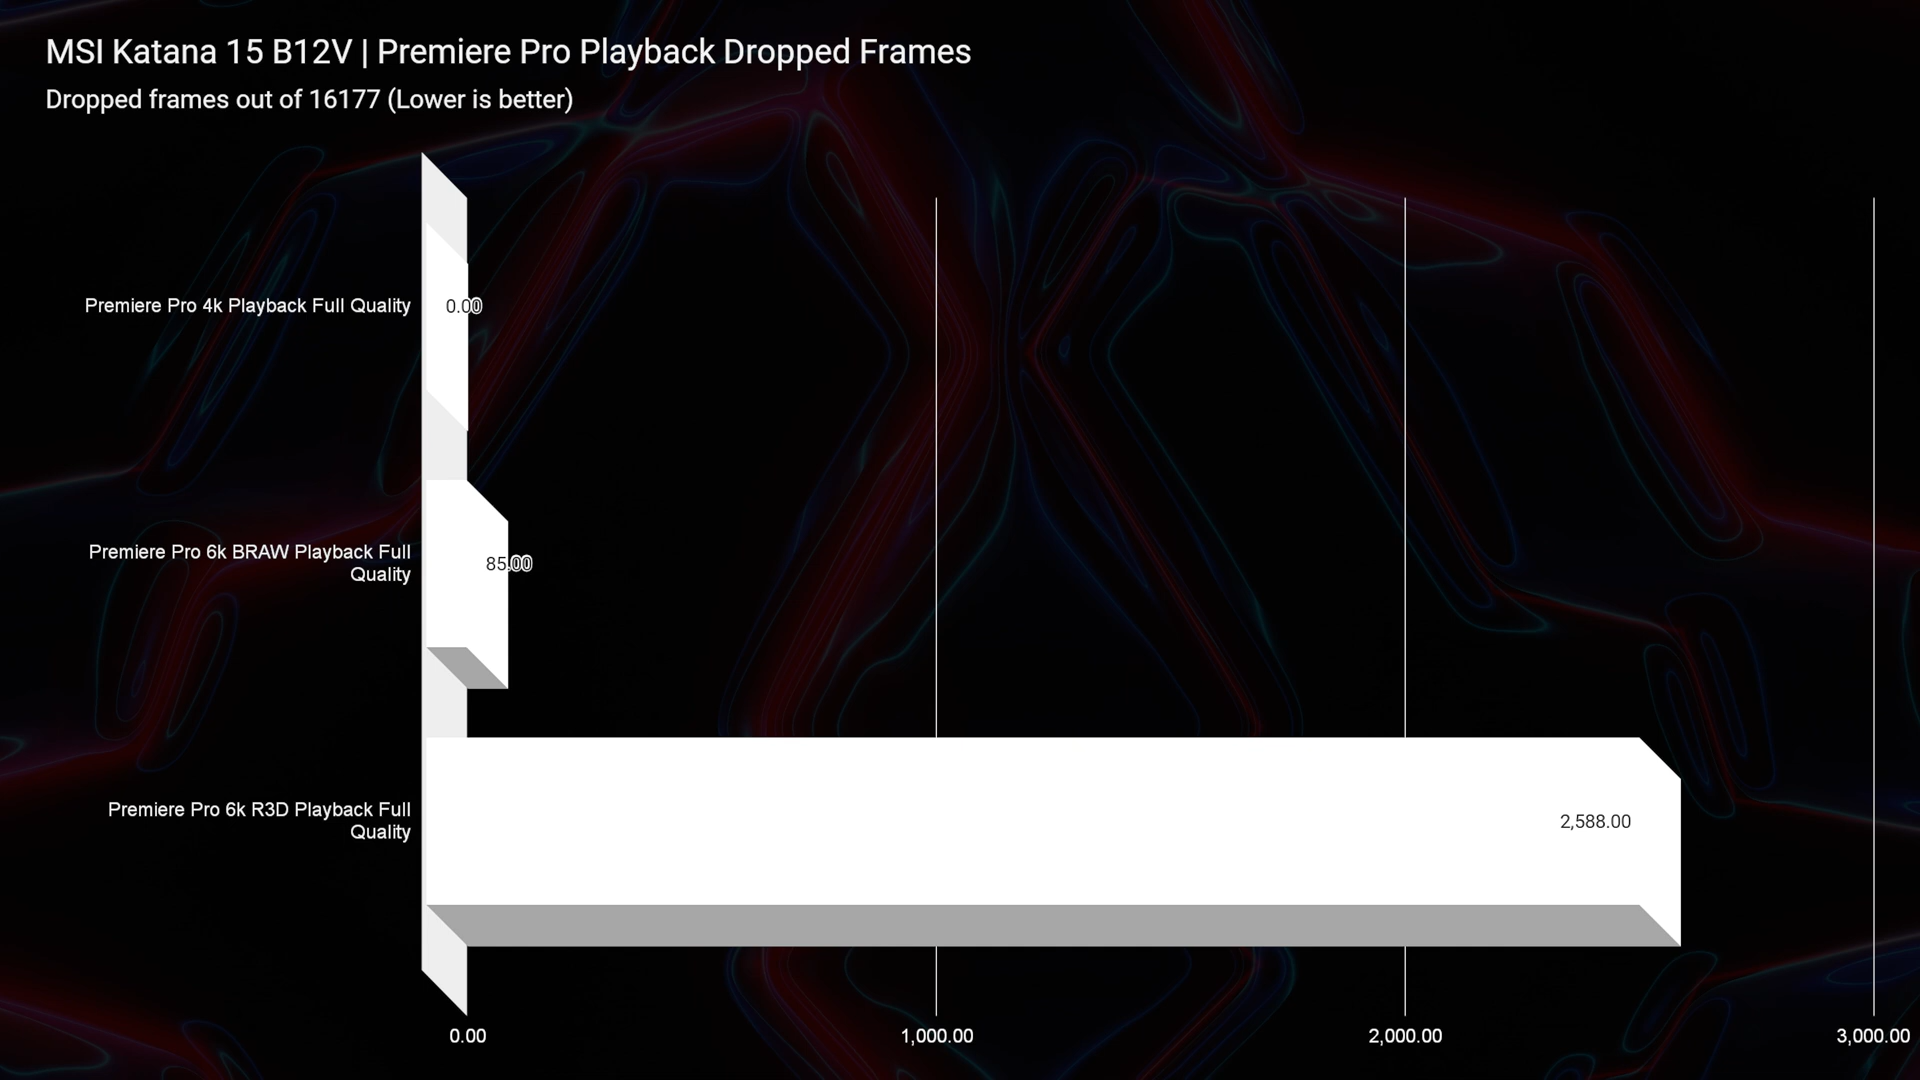 MSI Katana 15 B12V | Premiere Pro Playback Dropped Frames
Dropped frames out of 16177 (Lower is better)
Premiere Pro 4k Playback Full Quality
0.00
Premiere Pro 6k BRAW Playback Full
Quality
85.00
Premiere Pro 6k R3D Playback Full
Quality
2,588.00
0.00
1,000.00
2,000.00
3,000.00